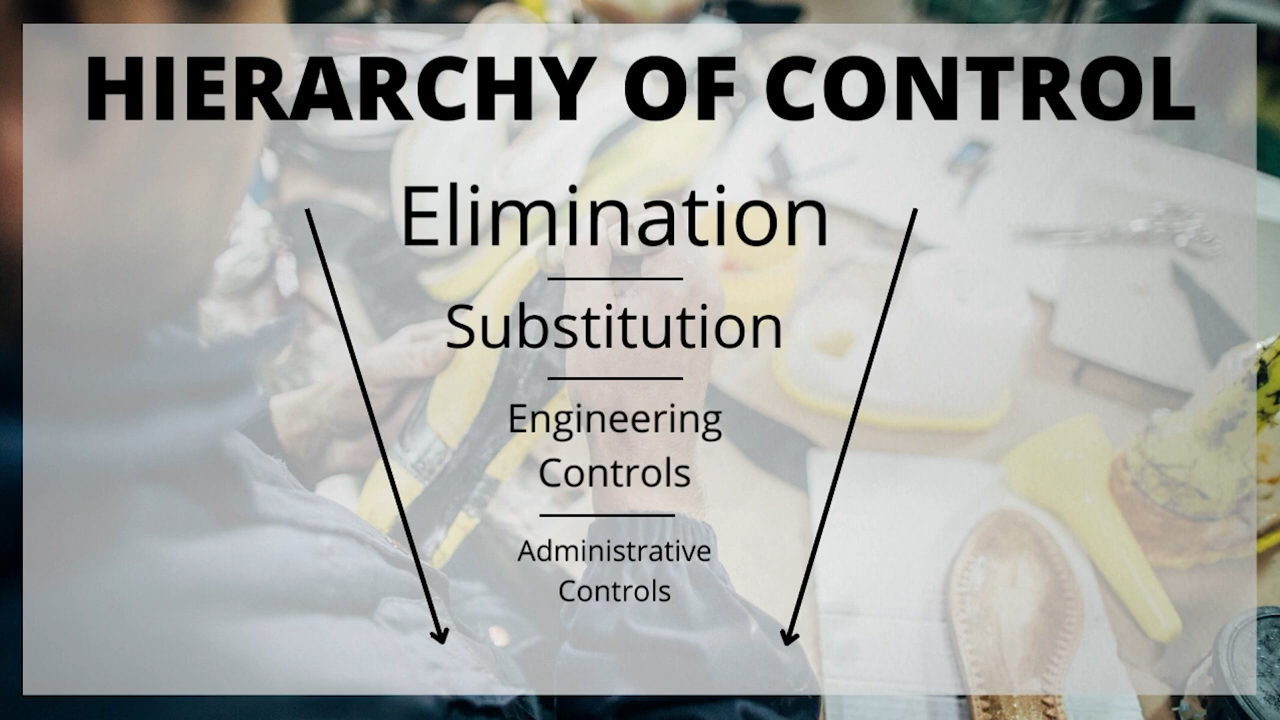 HIERARCHY OF CONTROL
Elimination
Substitution
Engineering
Controls
Administrative
Controls